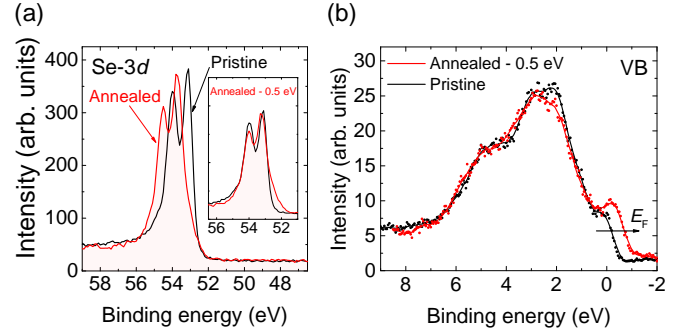 (a)
Intensity (arb. units)
400
300
200
100
0
Se-3d
Pristine
Annealed
Annealed - 0.5 eV
56 54 52
58 56 54 52 50 48
Binding energy (eV)
(b)
Intensity (arb. units)
35
30
25
20
15
10
5
0
Annealed - 0.5 eV
Pristine
VB
EF
8 6 4 2 0 -2
Binding energy (eV)